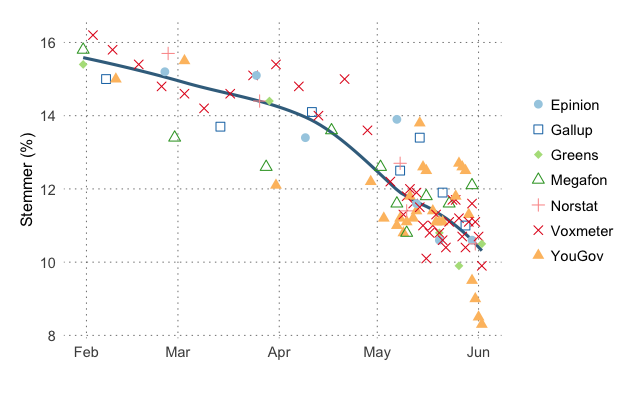 16
14
12
10
8
Stemmer (%)
Feb
Mar
Apr
May
Jun
Epinion
Gallup
Greens
Megafon
Norstat
Voxmeter
YouGov